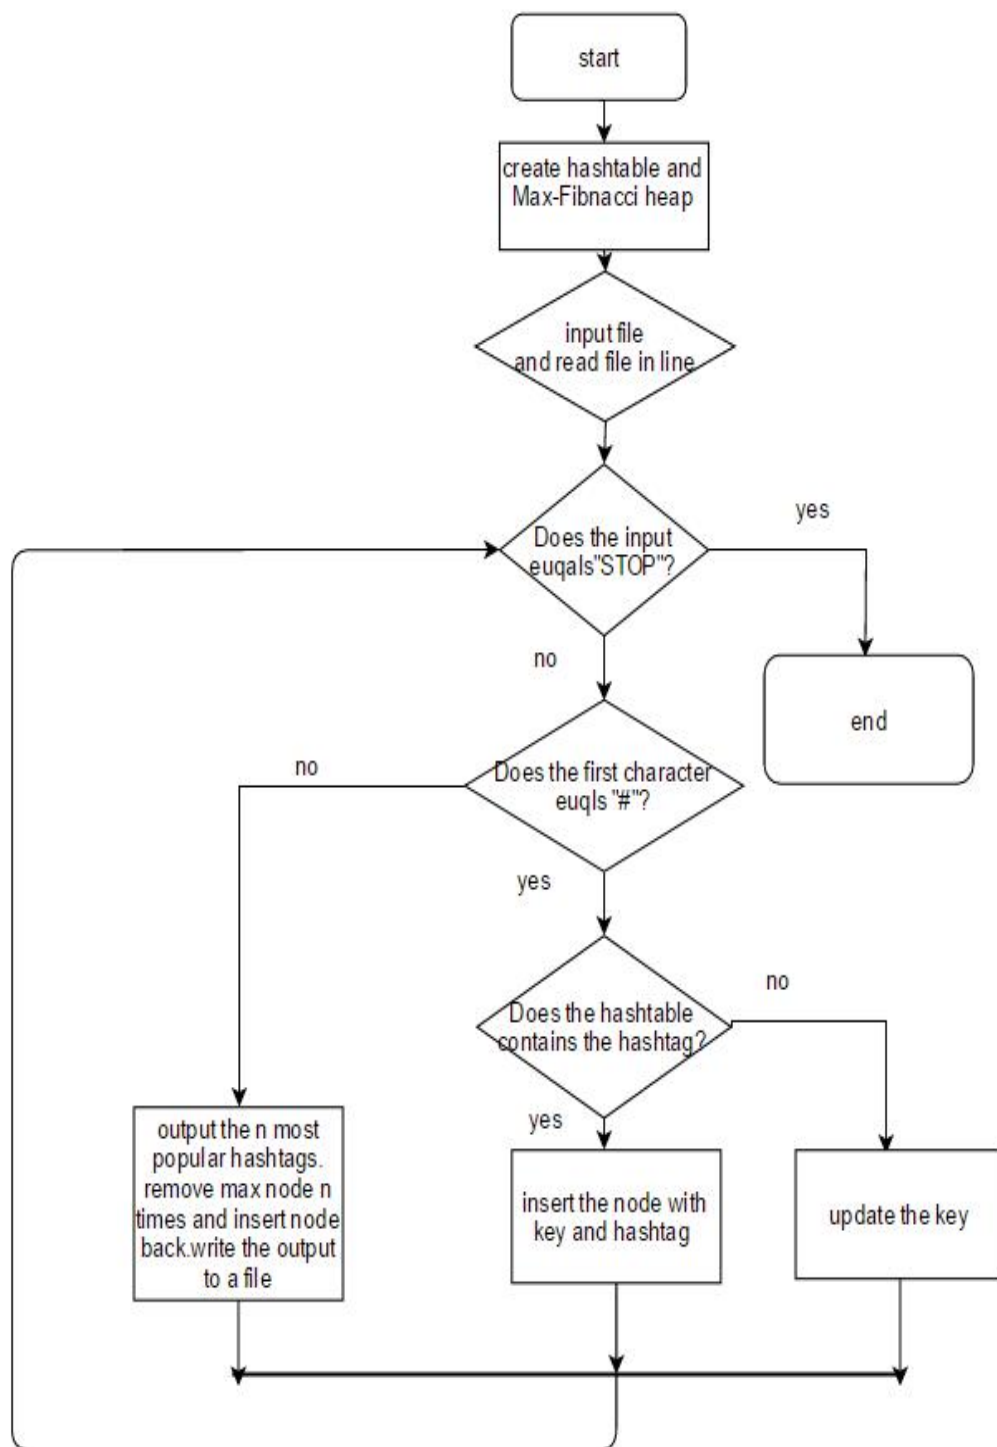 start
create hashtable and
Max-Fibnacci heap
input file
and read file in line
Does the input
euqals"STOP"?
yes
no
end
Does the first character
euqls "#"?
no
yes
Does the hashtable
contains the hashtag?
no
yes
output the n most
popular hashtags.
remove max node n
times and insert node
back.write the output
to a file
insert the node with
key and hashtag
update the key